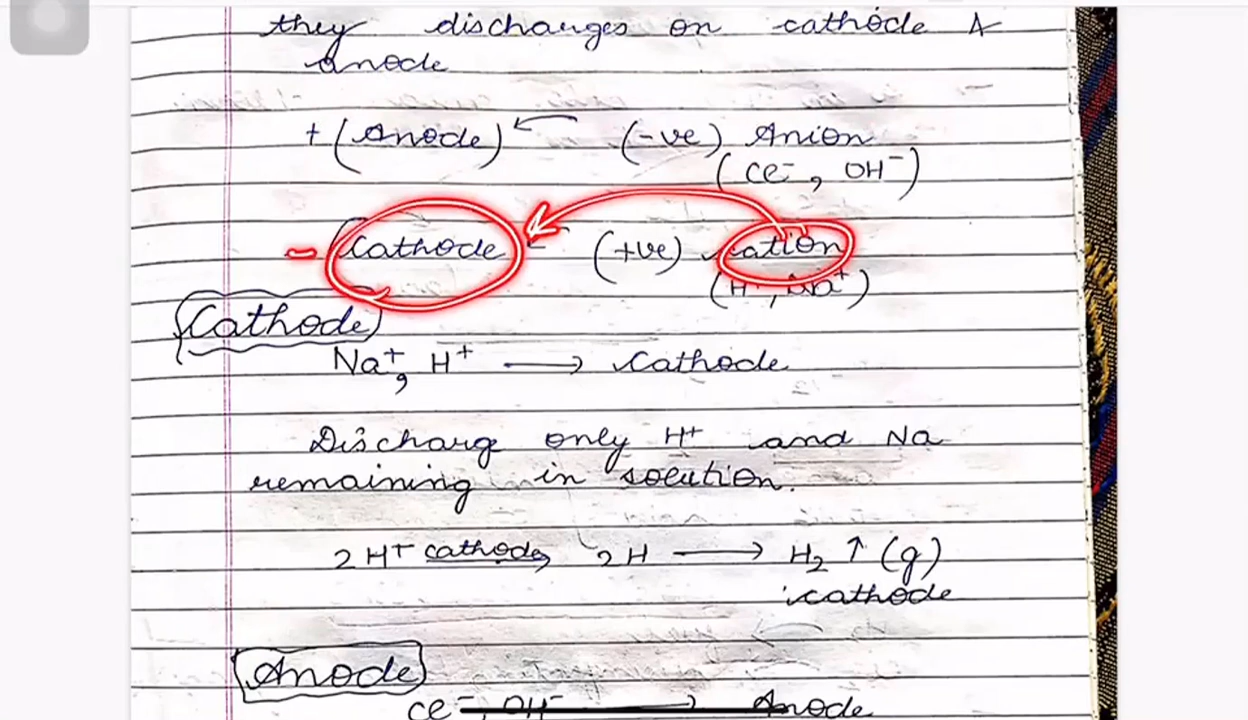 they discharges on cathode &
anode
+ (Anode) ← (-ve) Anion
(Cl⁻, OH⁻)
- (Cathode ← (+ve) cation
(H⁺, Na⁺)
Cathode
Na⁺, H⁺ → Cathode
Discharg only H⁺ and Na
remaining in solution.
2H⁺ cathode, 2H → H₂ ↑ (g)
cathode
Anode
Cl⁻, OH⁻ → Anode